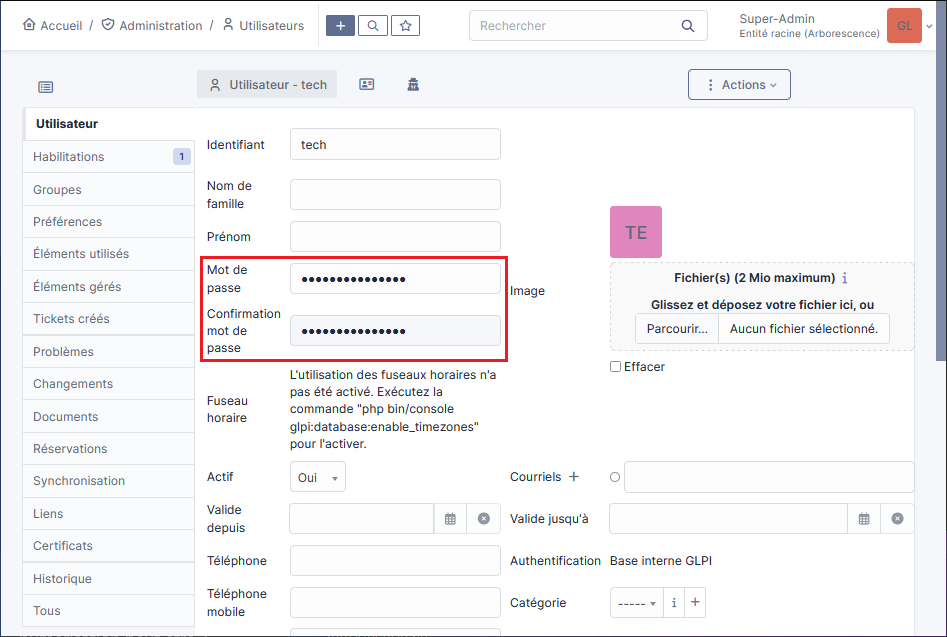 Accueil / Administration / Utilisateurs
Rechercher
Super-Admin
Entité racine (Arborescence)
GL
Utilisateur - tech
Actions
Utilisateur
Habilitations 1
Groupes
Préférences
Éléments utilisés
Éléments gérés
Tickets créés
Problèmes
Changements
Documents
Réservations
Synchronisation
Liens
Certificats
Historique
Tous
Identifiant
tech
Nom de
famille
Prénom
Mot de
passe
•••••••••••••••
Confirmation
mot de
passe
•••••••••••••••
Image
TE
Fichier(s) (2 Mio maximum) i
Glissez et déposez votre fichier ici, ou
Parcourir... Aucun fichier sélectionné.
Effacer
Fuseau
horaire
L'utilisation des fuseaux horaires n'a
pas été activé. Exécutez la
commande "php bin/console
glpi:database:enable_timezones"
pour l'activer.
Actif
Oui
Courriels +
Valide
depuis
Valide jusqu'à
Téléphone
Authentification Base interne GLPI
Téléphone
mobile
Catégorie
----- i +